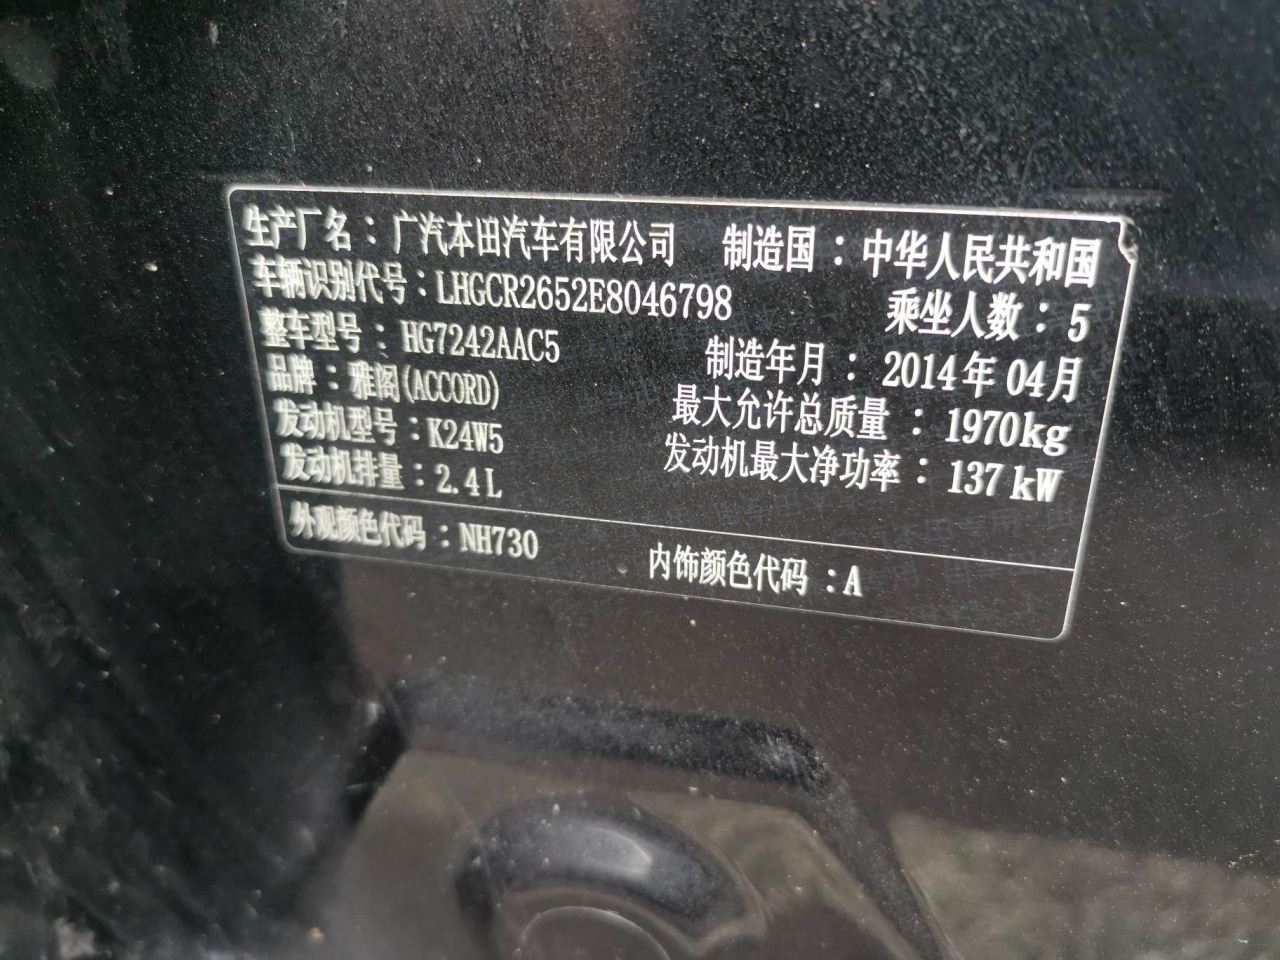 生产厂名：广汽本田汽车有限公司 制造国：中华人民共和国
车辆识别代号：LHGCR2652E8046798 乘坐人数：5
整车型号：HG7242AAC5 制造年月：2014年04月
品牌：雅阁(ACCORD) 最大允许总质量：1970kg
发动机型号：K24W5 发动机最大净功率：137kW
发动机排量：2.4L
外观颜色代码：NH730 内饰颜色代码：A